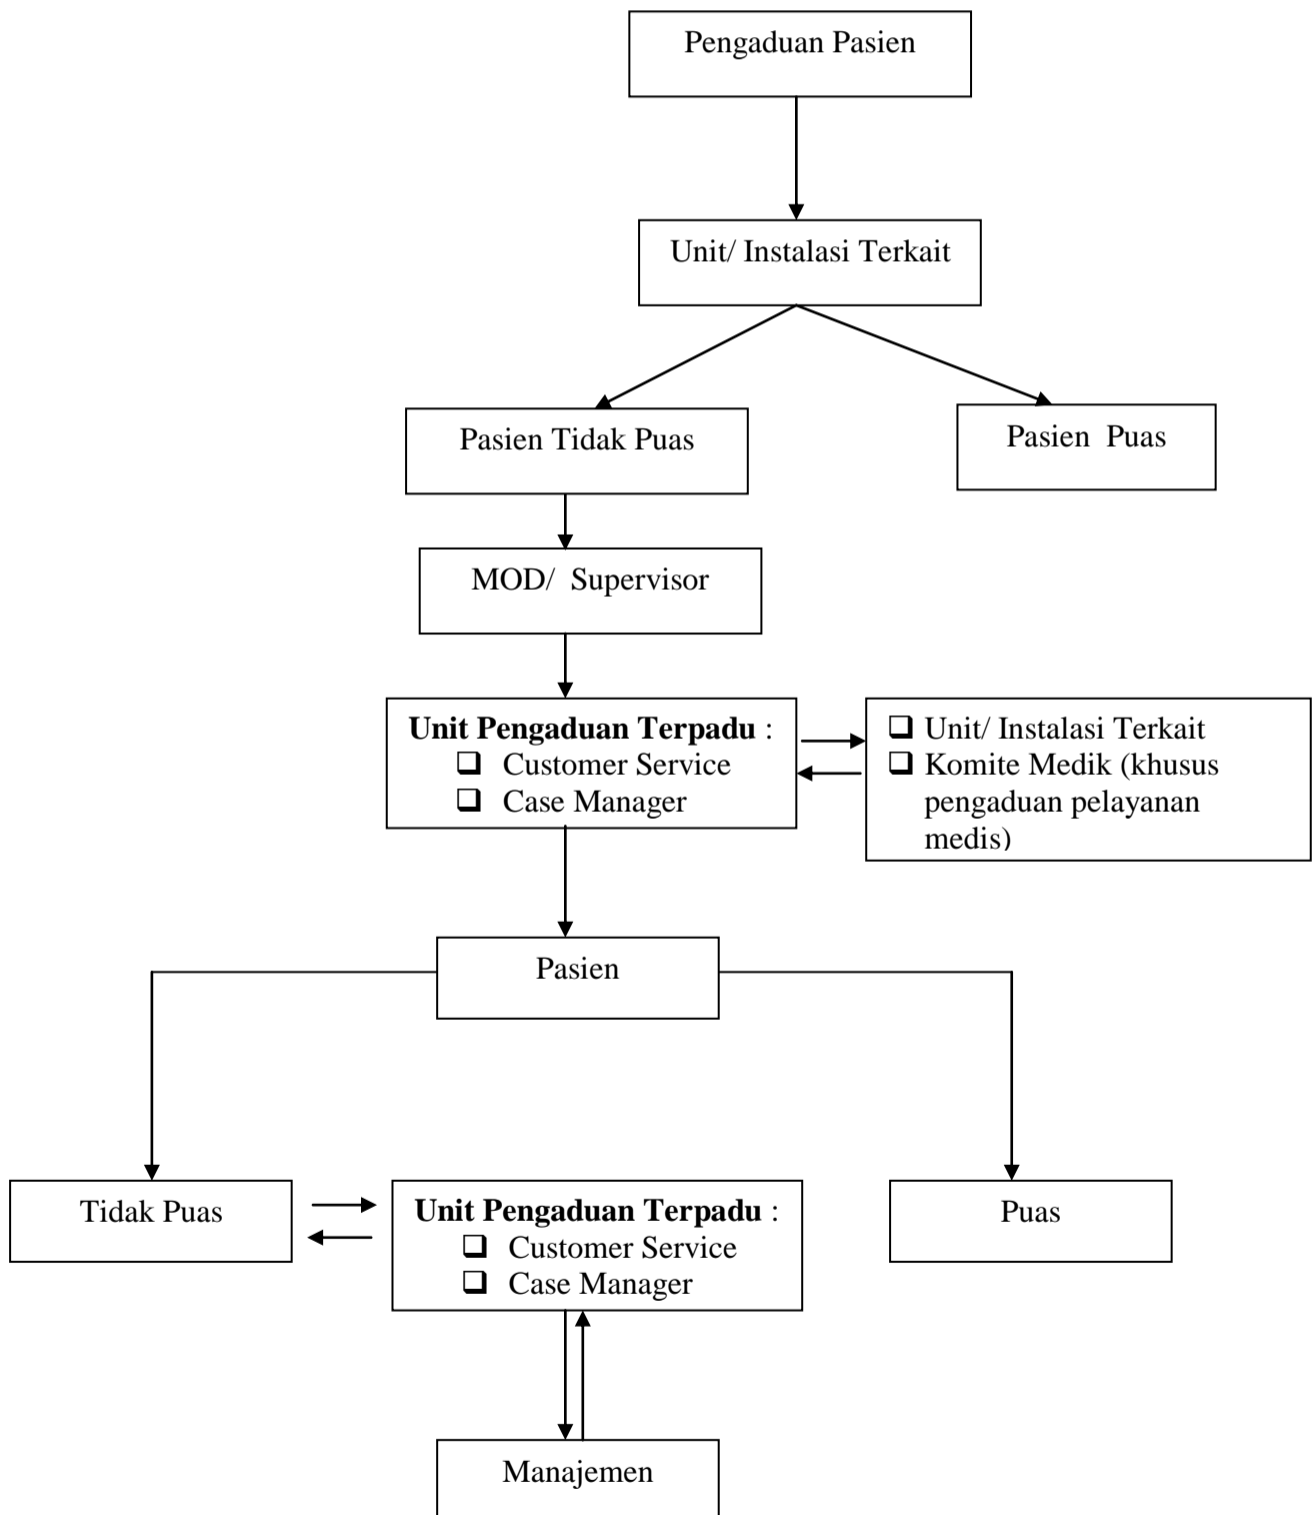 Pengaduan Pasien
Unit/ Instalasi Terkait
Pasien Tidak Puas
Pasien Puas
MOD/ Supervisor
Unit Pengaduan Terpadu :
❑ Customer Service
❑ Case Manager
❑ Unit/ Instalasi Terkait
❑ Komite Medik (khusus
pengaduan pelayanan
medis)
Pasien
Tidak Puas
Unit Pengaduan Terpadu :
❑ Customer Service
❑ Case Manager
Puas
Manajemen